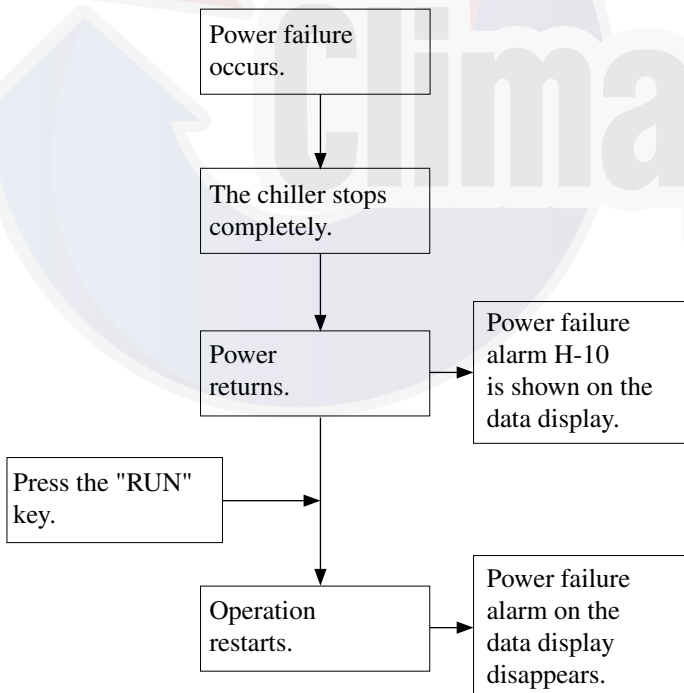 Power failure
occurs.
The chiller stops
completely.
Power
returns.
Power failure
alarm H-10
is shown on the
data display.
Press the "RUN"
key.
Operation
restarts.
Power failure
alarm on the
data display
disappears.
Clima